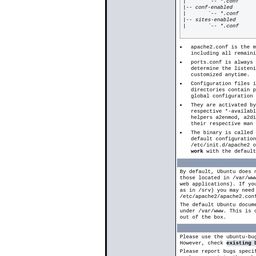 |       `-- *.conf
|-- conf-enabled
|       `-- *.conf
|-- sites-enabled
|       `-- *.conf
apache2.conf is the m
including all remaini
ports.conf is always
determine the listeni
customized anytime.
Configuration files i
directories contain p
global configuration
They are activated by
respective *-availabl
helpers a2enmod, a2di
their respective man
The binary is called
default configuration
/etc/init.d/apache2 o
work with the default
By default, Ubuntu does n
those located in /var/www
web applications). If you
as in /srv) you may need
/etc/apache2/apache2.conf
The default Ubuntu docume
under /var/www. This is d
out of the box.
Please use the ubuntu-bug
However, check existing b
Please report bugs specif